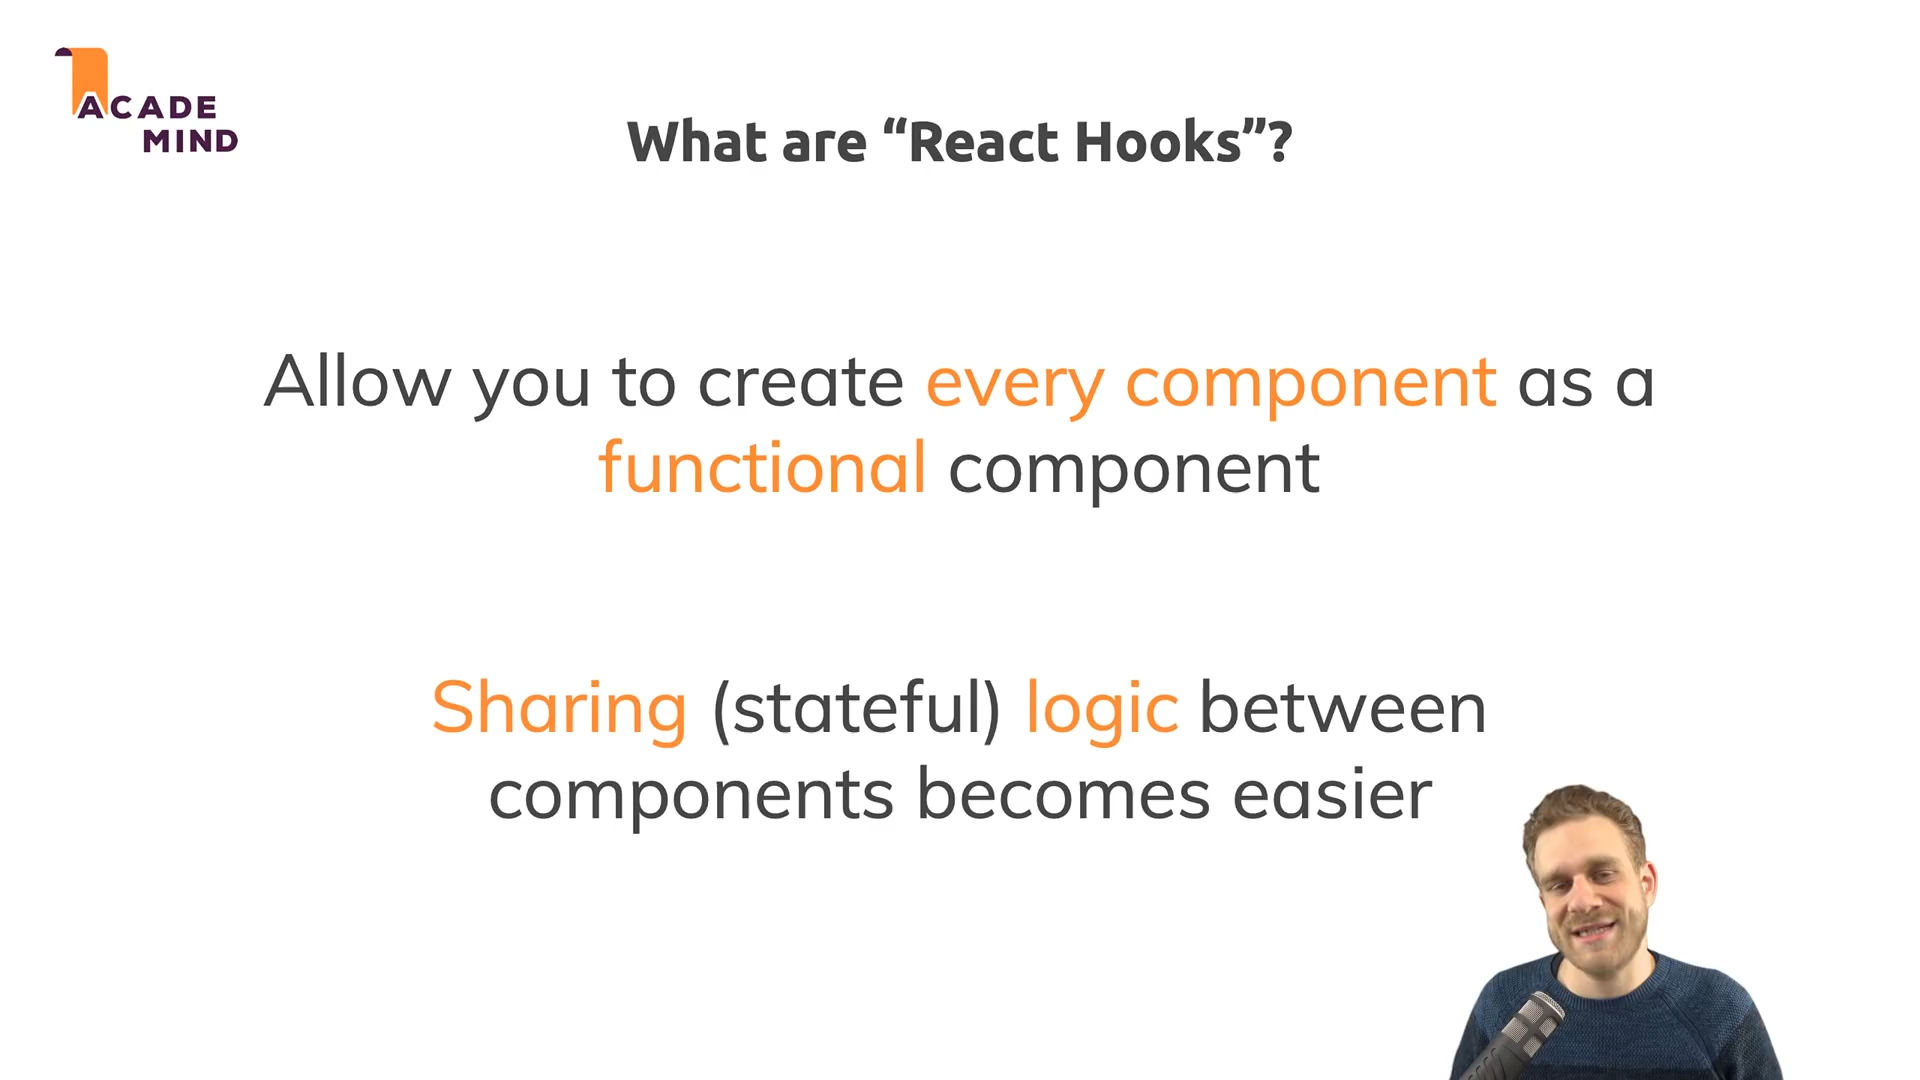 ACADE
MIND
What are “React Hooks”?
Allow you to create every component as a
functional component
Sharing (stateful) logic between
components becomes easier